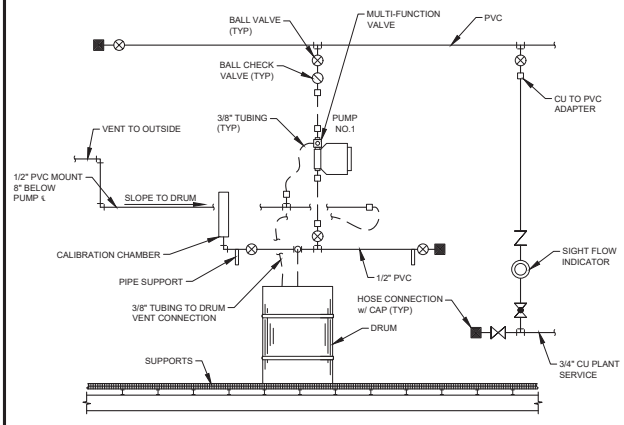 BALL VALVE
(TYP)
MULTI-FUNCTION
VALVE
PVC
BALL CHECK
VALVE (TYP)
CU TO PVC
ADAPTER
3/8" TUBING
(TYP)
PUMP
NO.1
VENT TO OUTSIDE
1/2" PVC MOUNT
8" BELOW
PUMP ℄
SLOPE TO DRUM
CALIBRATION CHAMBER
SIGHT FLOW
INDICATOR
PIPE SUPPORT
1/2" PVC
3/8" TUBING TO DRUM
VENT CONNECTION
HOSE CONNECTION
w/ CAP (TYP)
DRUM
SUPPORTS
3/4" CU PLANT
SERVICE